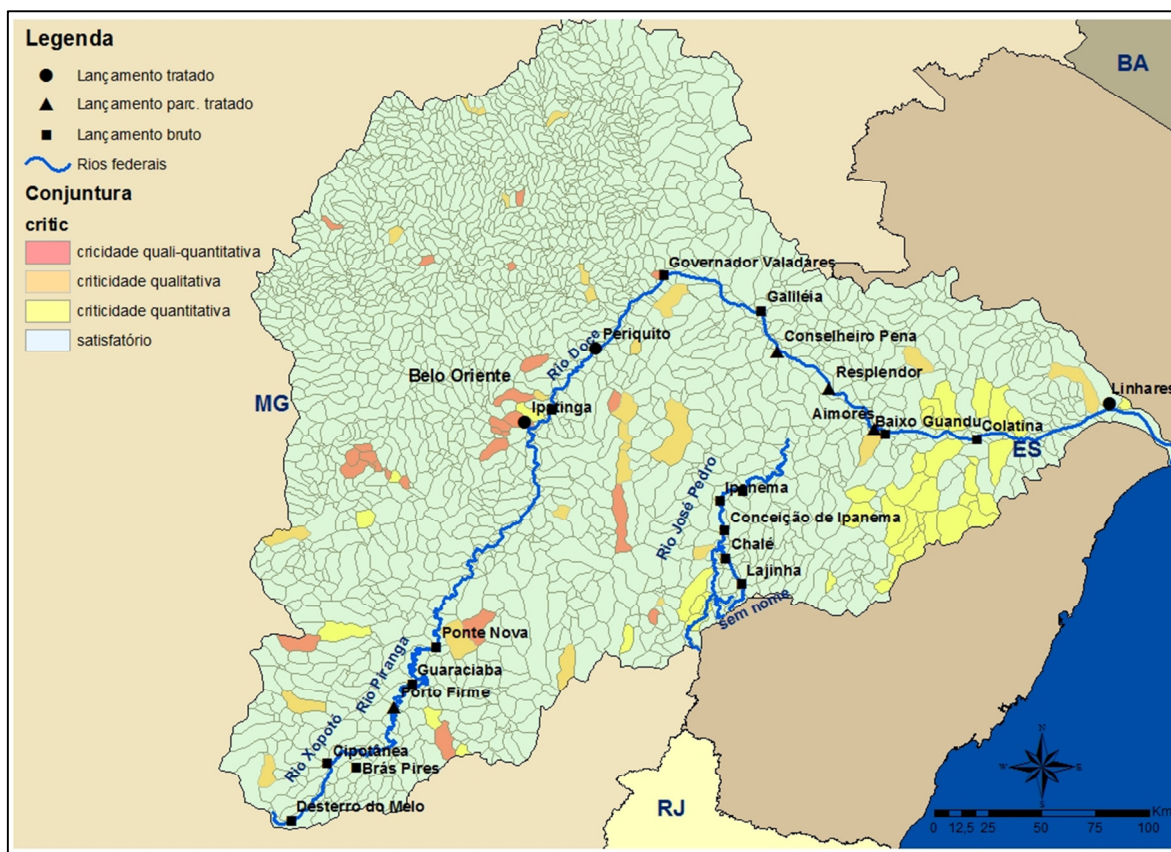 Legenda
Lançamento tratado
Lançamento parc. tratado
Lançamento bruto
Rios federais
Conjuntura
critic
cricidade quali-quantitativa
criticidade qualitativa
criticidade quantitativa
satisfatório
BA
Governador Valadares
Galiléia
Periquito
Rio Doce
Conselheiro Pena
Belo Oriente
Resplendor
MG
Ipatinga
Linhares
Aimorés
Baixo Guandu
Colatina
ES
Ipanema
Rio José Pedro
Conceição de Ipanema
Chalé
Lajinha
sem nome
Ponte Nova
Rio Piranga
Guaraciaba
Porto Firme
Rio Xopotó
Cipotânea
Brás Pires
Desterro do Melo
RJ
N
W
E
S
Km
0 12,5 25 50 75 100